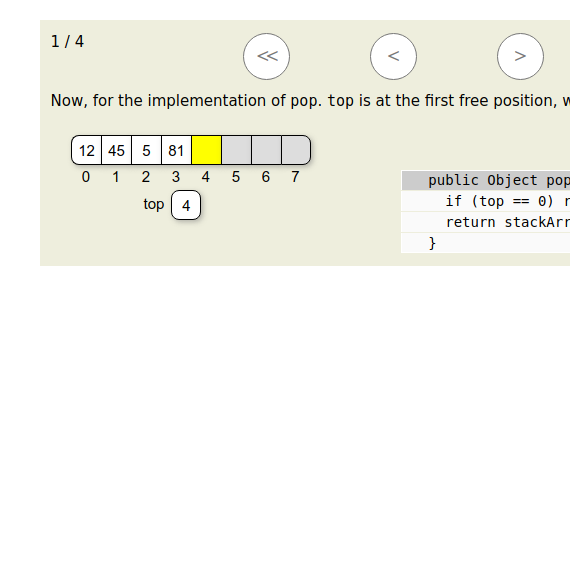 1 / 4
<< < >
Now, for the implementation of pop. top is at the first free position,
12 45 5 81
0 1 2 3 4 5 6 7
top 4
public Object pop
if (top == 0)
return stackArr
}